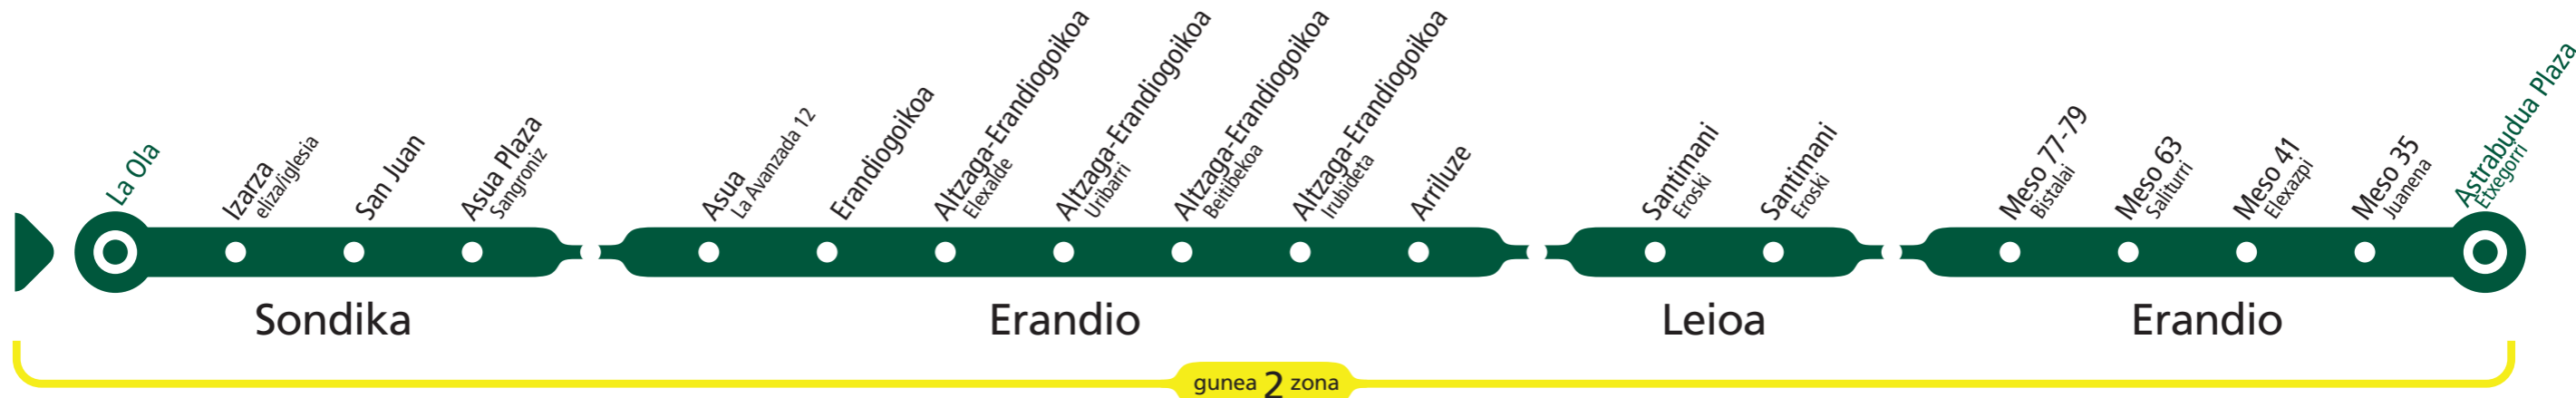 La Ola
Izarza
eliza/iglesia
San Juan
Asua Plaza
Sangroniz
Asua
La Avanzada 12
Erandiogoikoa
Altzaga-Erandiogoikoa
Elexalde
Altzaga-Erandiogoikoa
Uribarri
Altzaga-Erandiogoikoa
Beitibekoa
Altzaga-Erandiogoikoa
Irubideta
Arriluze
Santimani
Eroski
Santimani
Eroski
Meso 77-79
Bistalai
Meso 63
Saliturri
Meso 41
Elexazpi
Meso 35
Juanena
Astrabudua Plaza
Etxegorri
Sondika
Erandio
Leioa
Erandio
gunea 2 zona